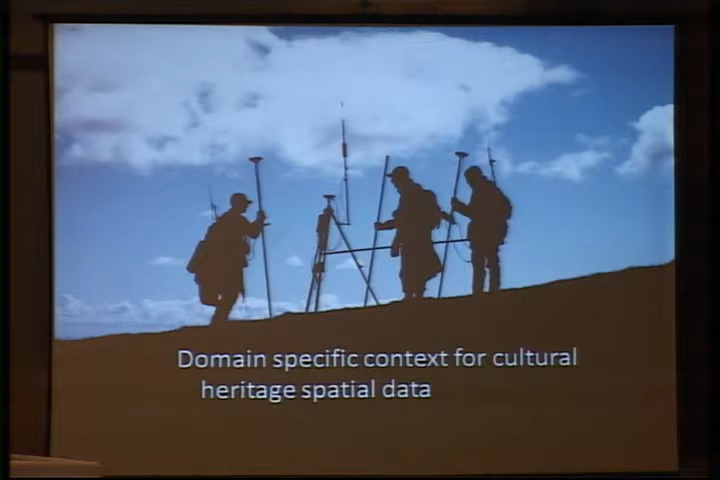 Domain specific context for cultural
heritage spatial data